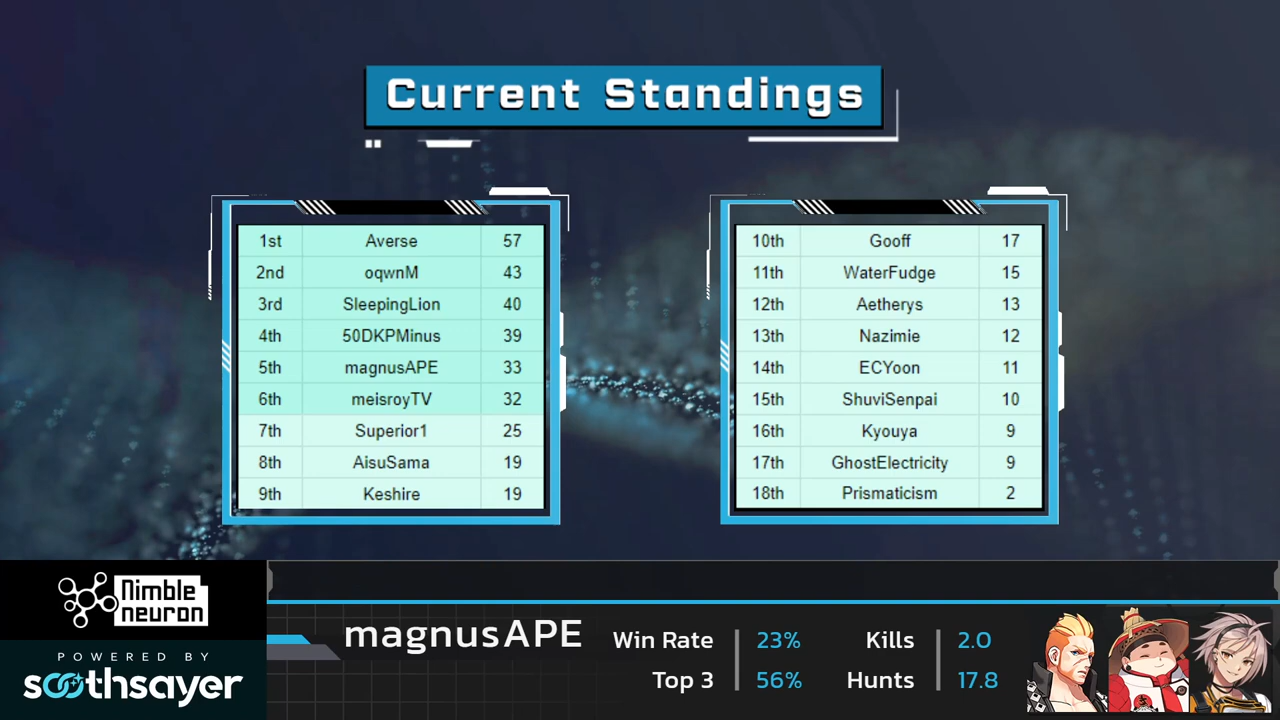 Current Standings
1st Averse 57
2nd oqwnM 43
3rd SleepingLion 40
4th 50DKPMinus 39
5th magnusAPE 33
6th meisroyTV 32
7th Superior1 25
8th AisuSama 19
9th Keshire 19
10th Gooff 17
11th WaterFudge 15
12th Aetherys 13
13th Nazimie 12
14th ECYoon 11
15th ShuviSenpai 10
16th Kyouya 9
17th GhostElectricity 9
18th Prismaticism 2
Nimble
neuron
POWERED BY
soothsayer
magnusAPE
Win Rate 23% Kills 2.0
Top 3 56% Hunts 17.8